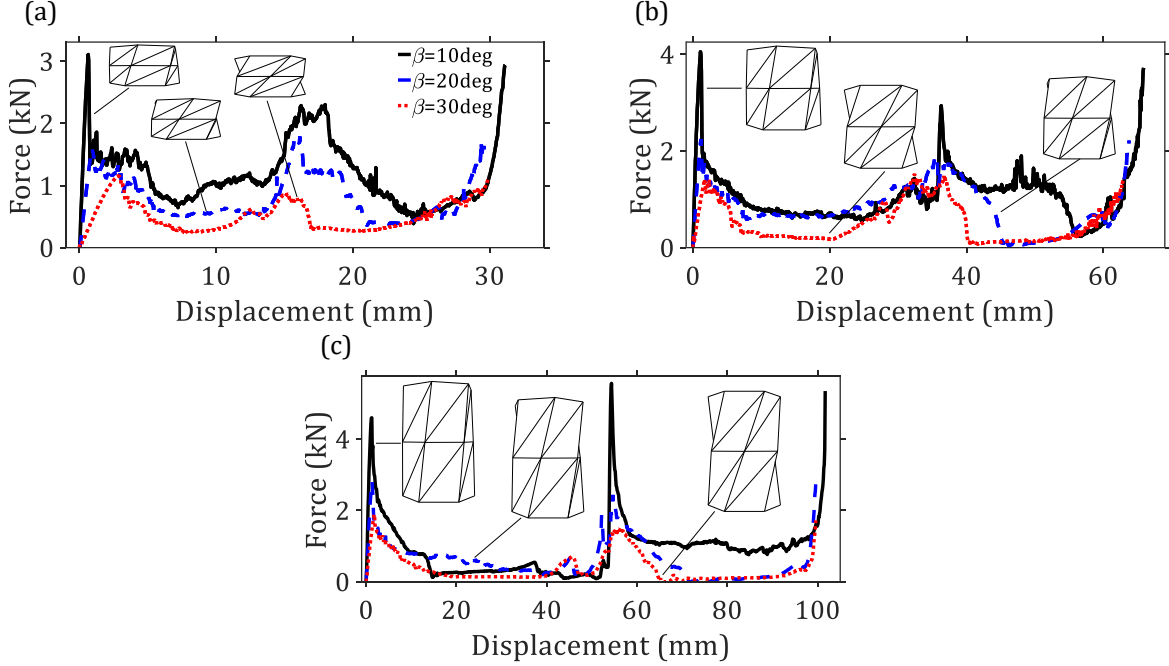 (a)
Force (kN)
3
2
1
0
β=10deg
β=20deg
β=30deg
0 10 20 30
Displacement (mm)
(b)
Force (kN)
4
2
0
0 20 40 60
Displacement (mm)
(c)
Force (kN)
4
2
0
0 20 40 60 80 100
Displacement (mm)